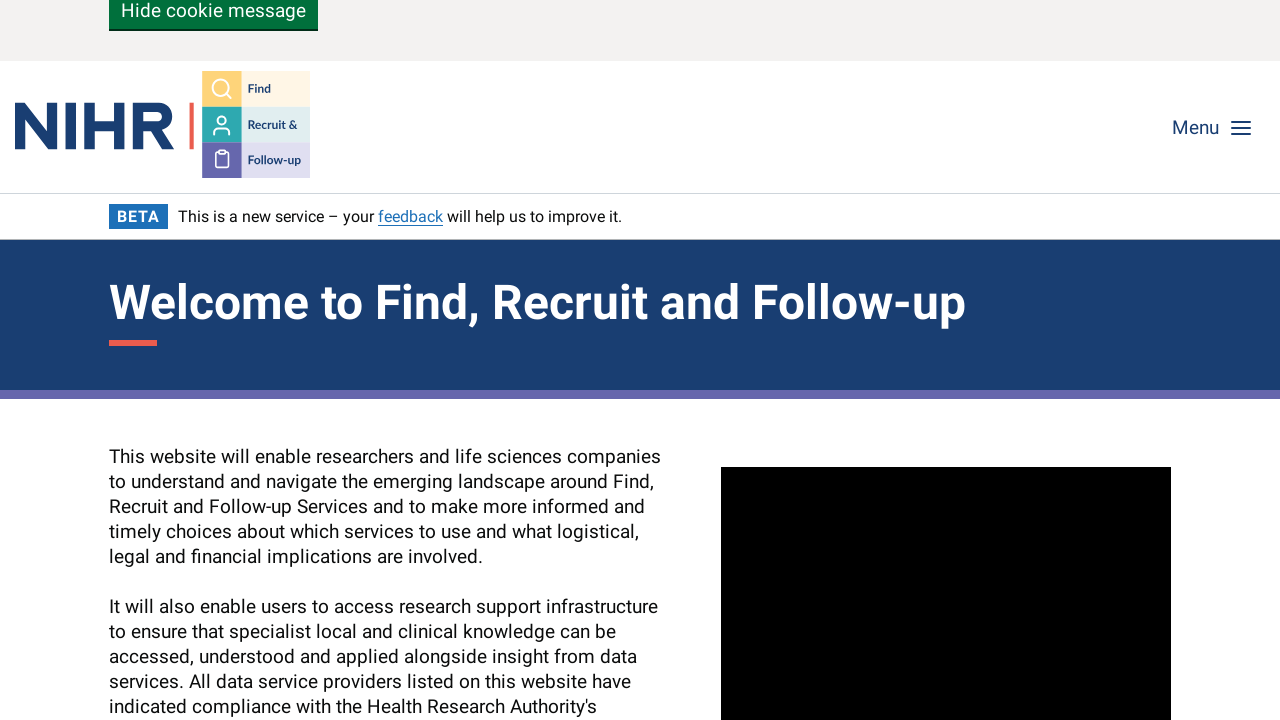 Hide cookie message
NIHR
Find
Recruit &
Follow-up
Menu
BETA This is a new service – your feedback will help us to improve it.
Welcome to Find, Recruit and Follow-up
This website will enable researchers and life sciences companies
to understand and navigate the emerging landscape around Find,
Recruit and Follow-up Services and to make more informed and
timely choices about which services to use and what logistical,
legal and financial implications are involved.
It will also enable users to access research support infrastructure
to ensure that specialist local and clinical knowledge can be
accessed, understood and applied alongside insight from data
services. All data service providers listed on this website have
indicated compliance with the Health Research Authority's